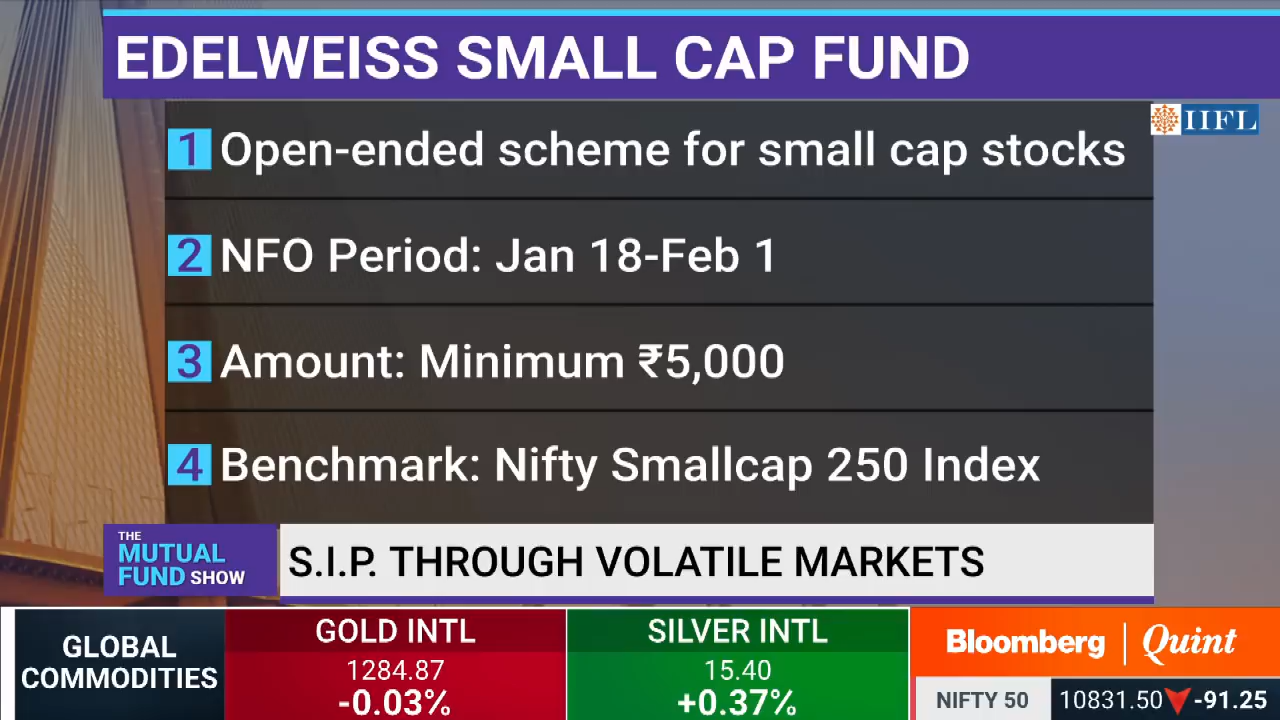 EDELWEISS SMALL CAP FUND
IIFL
1 Open-ended scheme for small cap stocks
2 NFO Period: Jan 18-Feb 1
3 Amount: Minimum ₹5,000
4 Benchmark: Nifty Smallcap 250 Index
THE
MUTUAL
FUND SHOW
S.I.P. THROUGH VOLATILE MARKETS
GLOBAL
COMMODITIES
GOLD INTL
1284.87
-0.03%
SILVER INTL
15.40
+0.37%
Bloomberg | Quint
NIFTY 50
10831.50 -91.25